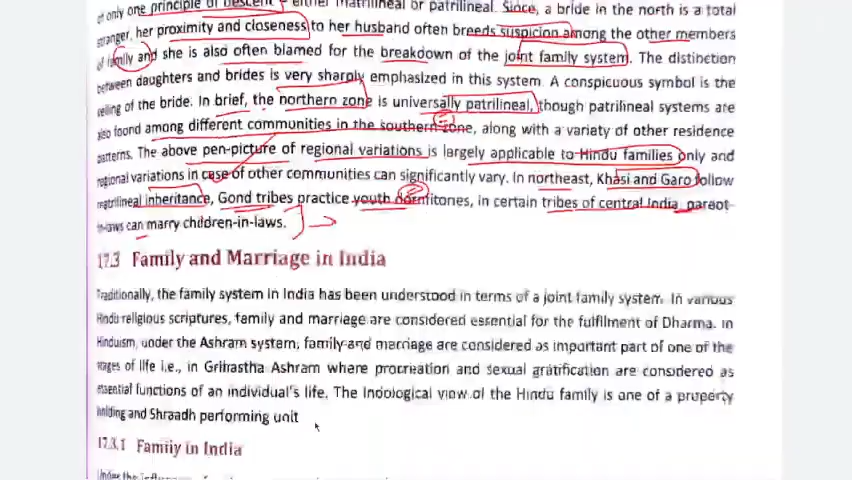 of only one principle of descent - either matrilineal or patrilineal. Since, a bride in the north is a total
stranger, her proximity and closeness to her husband often breeds suspicion among the other members
of family and she is also often blamed for the breakdown of the joint family system. The distinction
between daughters and brides is very sharply emphasized in this system. A conspicuous symbol is the
veiling of the bride. In brief, the northern zone is universally patrilineal, though patrilineal systems are
also found among different communities in the southern zone, along with a variety of other residence
patterns. The above pen-picture of regional variations is largely applicable to Hindu families only and
regional variations in case of other communities can significantly vary. In northeast, Khasi and Garo follow
matrilineal inheritance, Gond tribes practice youth dormitories, in certain tribes of central India, parent-
in-laws can marry children-in-laws.
17.3 Family and Marriage in India
Traditionally, the family system in India has been understood in terms of a joint family system. In various
Hindu religious scriptures, family and marriage are considered essential for the fulfilment of Dharma. In
Hinduism, under the Ashram system, family and marriage are considered as important part of one of the
stages of life i.e., in Grihastha Ashram where procreation and sexual gratification are considered as
essential functions of an individual's life. The Indological view of the Hindu family is one of a property
holding and Shraadh performing unit
17.3.1 Family in India
Under the influence of